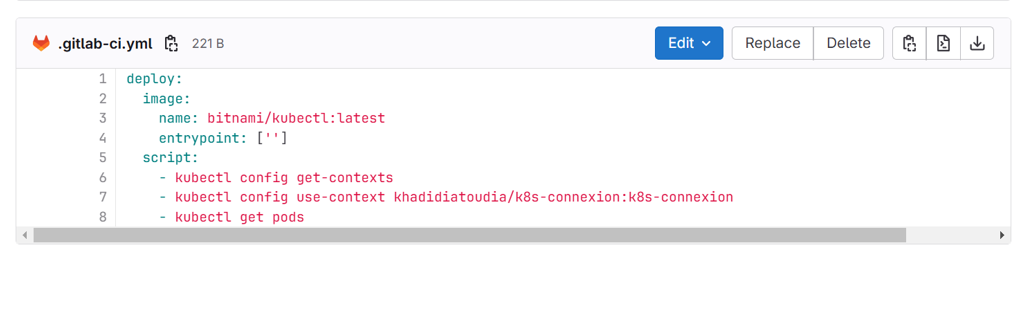 .gitlab-ci.yml 221 B Edit Replace Delete
1 deploy:
2   image:
3     name: bitnami/kubectl:latest
4     entrypoint: ['']
5   script:
6     - kubectl config get-contexts
7     - kubectl config use-context khadidiatoudia/k8s-connexion:k8s-connexion
8     - kubectl get pods